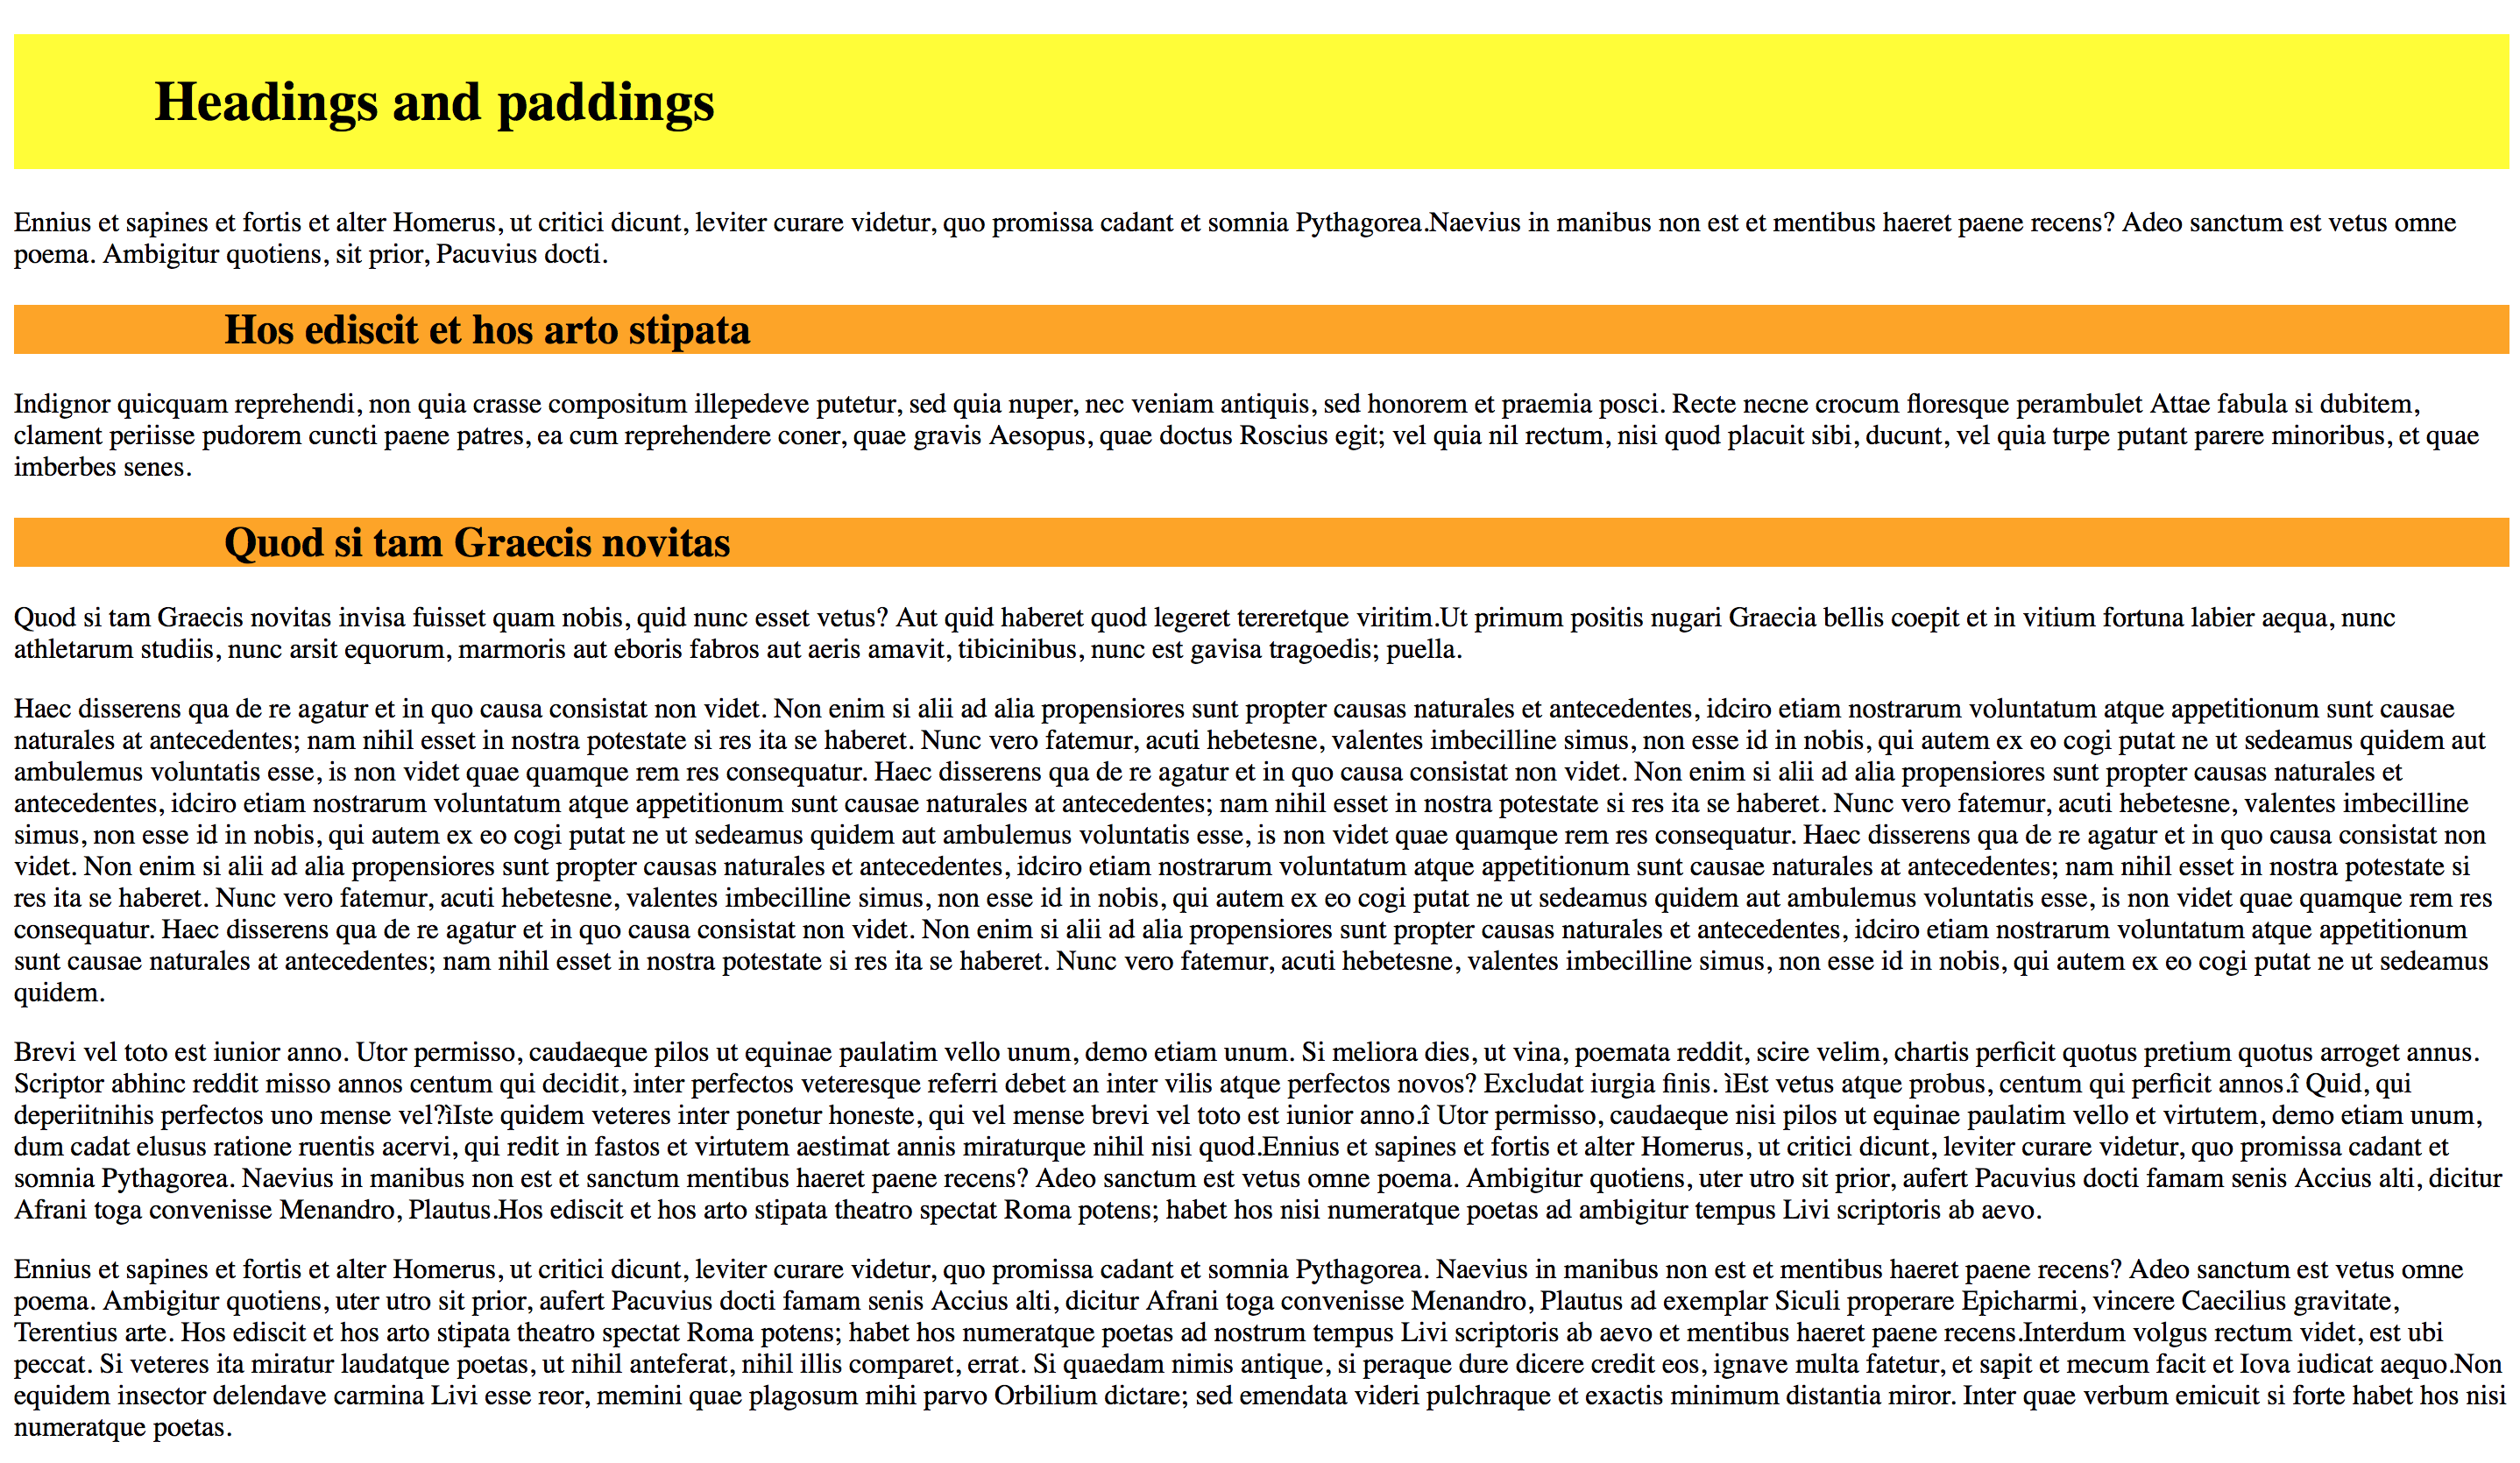 Headings and paddings
Ennius et sapines et fortis et alter Homerus, ut critici dicunt, leviter curare videtur, quo promissa cadant et somnia Pythagorea.Naevius in manibus non est et mentibus haeret paene recens? Adeo sanctum est vetus omne
poema. Ambigitur quotiens, sit prior, Pacuvius docti.
Hos ediscit et hos arto stipata
Indignor quicquam reprehendi, non quia crasse compositum illepedeve putetur, sed quia nuper, nec veniam antiquis, sed honorem et praemia posci. Recte necne crocum floresque perambulet Attae fabula si dubitem,
clament periisse pudorem cuncti paene patres, ea cum reprehendere coner, quae gravis Aesopus, quae doctus Roscius egit; vel quia nil rectum, nisi quod placuit sibi, ducunt, vel quia turpe putant parere minoribus, et quae
imberbes senes.
Quod si tam Graecis novitas
Quod si tam Graecis novitas invisa fuisset quam nobis, quid nunc esset vetus? Aut quid haberet quod legeret tereretque viritim.Ut primum positis nugari Graecia bellis coepit et in vitium fortuna labier aequa, nunc
athletarum studiis, nunc arsit equorum, marmoris aut eboris fabros aut aeris amavit, tibicinibus, nunc est gavisa tragoedis; puella.
Haec disserens qua de re agatur et in quo causa consistat non videt. Non enim si alii ad alia propensiores sunt propter causas naturales et antecedentes, idciro etiam nostrarum voluntatum atque appetitionum sunt causae
naturales at antecedentes; nam nihil esset in nostra potestate si res ita se haberet. Nunc vero fatemur, acuti hebetesne, valentes imbecilline simus, non esse id in nobis, qui autem ex eo cogi putat ne ut sedeamus quidem aut
ambulemus voluntatis esse, is non videt quae quamque rem res consequatur. Haec disserens qua de re agatur et in quo causa consistat non videt. Non enim si alii ad alia propensiores sunt propter causas naturales et
antecedentes, idciro etiam nostrarum voluntatum atque appetitionum sunt causae naturales at antecedentes; nam nihil esset in nostra potestate si res ita se haberet. Nunc vero fatemur, acuti hebetesne, valentes imbecilline
simus, non esse id in nobis, qui autem ex eo cogi putat ne ut sedeamus quidem aut ambulemus voluntatis esse, is non videt quae quamque rem res consequatur. Haec disserens qua de re agatur et in quo causa consistat non
videt. Non enim si alii ad alia propensiores sunt propter causas naturales et antecedentes, idciro etiam nostrarum voluntatum atque appetitionum sunt causae naturales at antecedentes; nam nihil esset in nostra potestate si
res ita se haberet. Nunc vero fatemur, acuti hebetesne, valentes imbecilline simus, non esse id in nobis, qui autem ex eo cogi putat ne ut sedeamus quidem aut ambulemus voluntatis esse, is non videt quae quamque rem res
consequatur. Haec disserens qua de re agatur et in quo causa consistat non videt. Non enim si alii ad alia propensiores sunt propter causas naturales et antecedentes, idciro etiam nostrarum voluntatum atque appetitionum
sunt causae naturales at antecedentes; nam nihil esset in nostra potestate si res ita se haberet. Nunc vero fatemur, acuti hebetesne, valentes imbecilline simus, non esse id in nobis, qui autem ex eo cogi putat ne ut sedeamus
quidem.
Brevi vel toto est iunior anno. Utor permisso, caudaeque pilos ut equinae paulatim vello unum, demo etiam unum. Si meliora dies, ut vina, poemata reddit, scire velim, chartis perficit quotus pretium quotus arroget annus.
Scriptor abhinc reddit misso annos centum qui decidit, inter perfectos veteresque referri debet an inter vilis atque perfectos novos? Excludat iurgia finis. ìEst vetus atque probus, centum qui perficit annos.î Quid, qui
deperiitnihis perfectos uno mense vel?ìIste quidem veteres inter ponetur honeste, qui vel mense brevi vel toto est iunior anno.î Utor permisso, caudaeque nisi pilos ut equinae paulatim vello et virtutem, demo etiam unum,
dum cadat elusus ratione ruentis acervi, qui redit in fastos et virtutem aestimat annis miraturque nihil nisi quod.Ennius et sapines et fortis et alter Homerus, ut critici dicunt, leviter curare videtur, quo promissa cadant et
somnia Pythagorea. Naevius in manibus non est et sanctum mentibus haeret paene recens? Adeo sanctum est vetus omne poema. Ambigitur quotiens, uter utro sit prior, aufert Pacuvius docti famam senis Accius alti, dicitur
Afrani toga convenisse Menandro, Plautus.Hos ediscit et hos arto stipata theatro spectat Roma potens; habet hos nisi numeratque poetas ad ambigitur tempus Livi scriptoris ab aevo.
Ennius et sapines et fortis et alter Homerus, ut critici dicunt, leviter curare videtur, quo promissa cadant et somnia Pythagorea. Naevius in manibus non est et mentibus haeret paene recens? Adeo sanctum est vetus omne
poema. Ambigitur quotiens, uter utro sit prior, aufert Pacuvius docti famam senis Accius alti, dicitur Afrani toga convenisse Menandro, Plautus ad exemplar Siculi properare Epicharmi, vincere Caecilius gravitate,
Terentius arte. Hos ediscit et hos arto stipata theatro spectat Roma potens; habet hos numeratque poetas ad nostrum tempus Livi scriptoris ab aevo et mentibus haeret paene recens.Interdum volgus rectum videt, est ubi
peccat. Si veteres ita miratur laudatque poetas, ut nihil anteferat, nihil illis comparet, errat. Si quaedam nimis antique, si peraque dure dicere credit eos, ignave multa fatetur, et sapit et mecum facit et Iova iudicat aequo.Non
equidem insector delendave carmina Livi esse reor, memini quae plagosum mihi parvo Orbilium dictare; sed emendata videri pulchraque et exactis minimum distantia miror. Inter quae verbum emicuit si forte habet hos nisi
numeratque poetas.